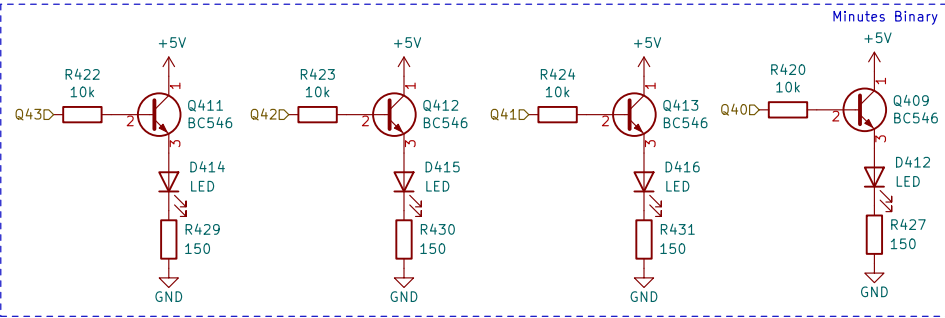 Minutes Binary
+5V
R422
10k
Q43
1
2
3
Q411
BC546
D414
LED
R429
150
GND
+5V
R423
10k
Q42
1
2
3
Q412
BC546
D415
LED
R430
150
GND
+5V
R424
10k
Q41
1
2
3
Q413
BC546
D416
LED
R431
150
GND
+5V
R420
10k
Q40
1
2
3
Q409
BC546
D412
LED
R427
150
GND